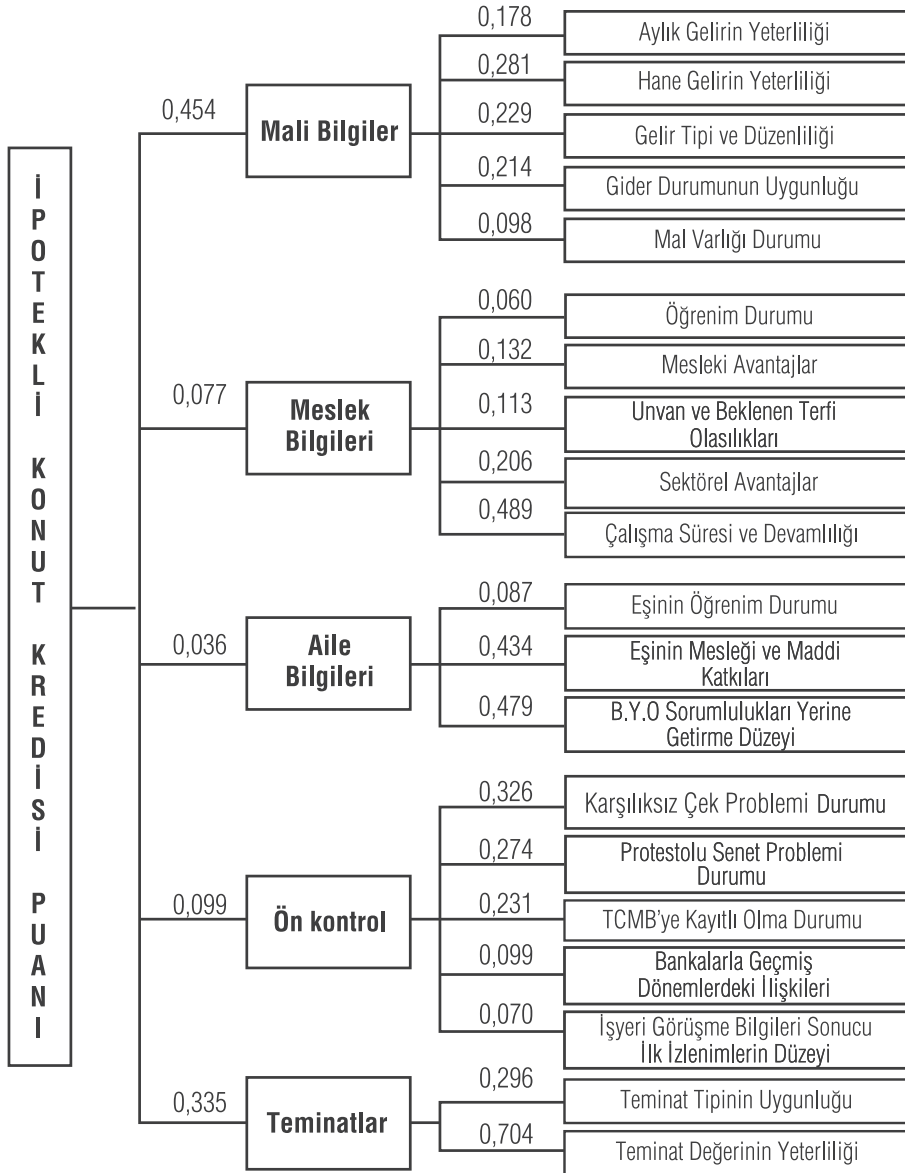 İPOTEKLİ KONUT KREDİSİ PUANI
0,454
Mali Bilgiler
0,178
Aylık Gelirin Yeterliliği
0,281
Hane Gelirin Yeterliliği
0,229
Gelir Tipi ve Düzenliliği
0,214
Gider Durumunun Uygunluğu
0,098
Mal Varlığı Durumu
0,077
Meslek
Bilgileri
0,060
Öğrenim Durumu
0,132
Mesleki Avantajlar
0,113
Unvan ve Beklenen Terfi
Olasılıkları
0,206
Sektörel Avantajlar
0,489
Çalışma Süresi ve Devamlılığı
0,036
Aile
Bilgileri
0,087
Eşinin Öğrenim Durumu
0,434
Eşinin Mesleği ve Maddi
Katkıları
0,479
B.Y.O Sorumlulukları Yerine
Getirme Düzeyi
0,099
Ön kontrol
0,326
Karşılıksız Çek Problemi Durumu
0,274
Protestolu Senet Problemi
Durumu
0,231
TCMB'ye Kayıtlı Olma Durumu
0,099
Bankalarla Geçmiş
Dönemlerdeki İlişkileri
0,070
İşyeri Görüşme Bilgileri Sonucu
İlk İzlenimlerin Düzeyi
0,335
Teminatlar
0,296
Teminat Tipinin Uygunluğu
0,704
Teminat Değerinin Yeterliliği